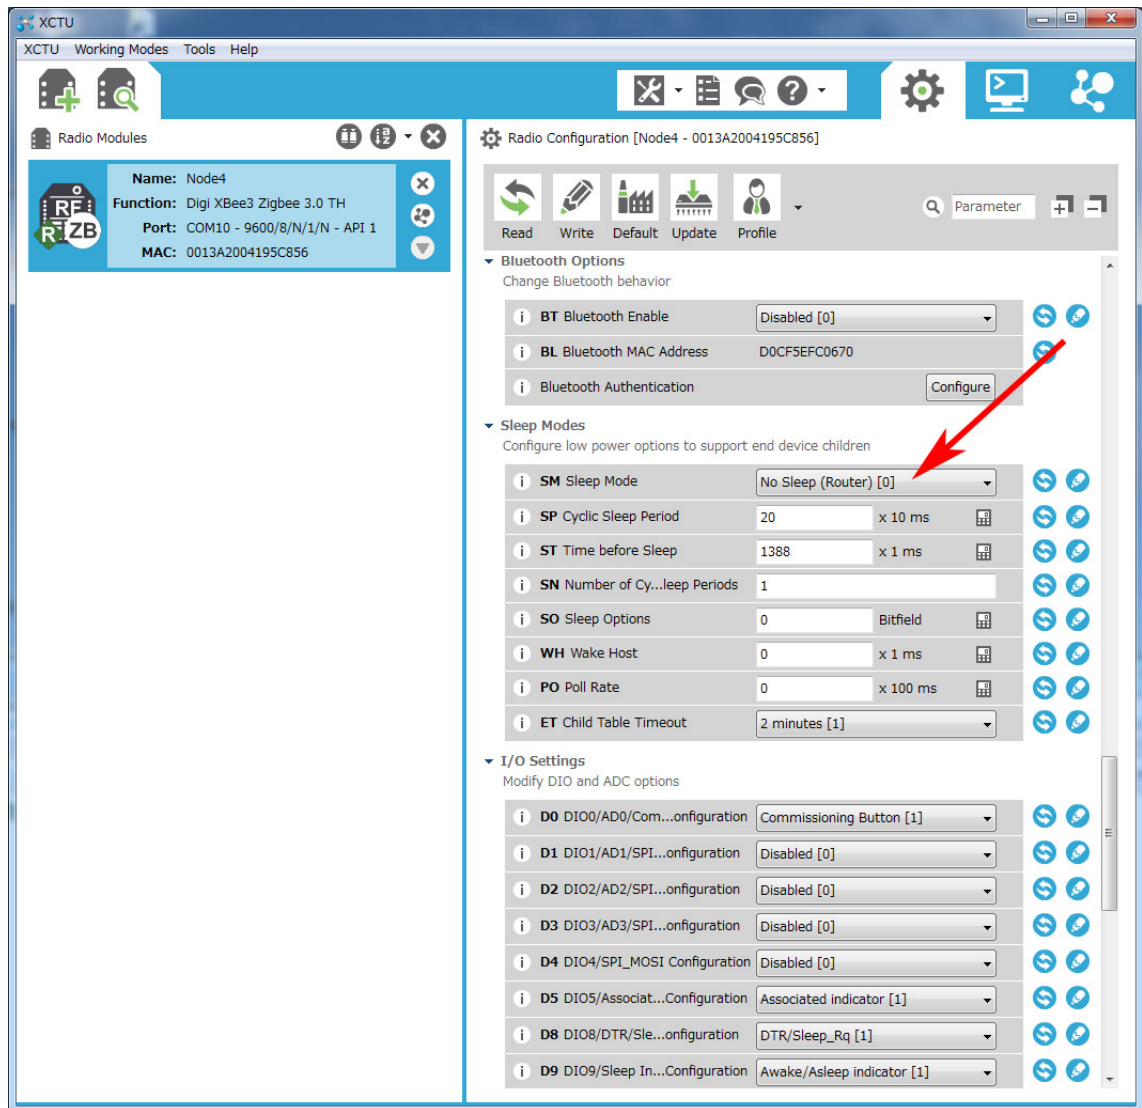 XCTU
XCTU Working Modes Tools Help
Radio Modules
Name: Node4
Function: Digi XBee3 Zigbee 3.0 TH
Port: COM10 - 9600/8/N/1/N - API 1
MAC: 0013A2004195C856
RF
R ZB
Radio Configuration [Node4 - 0013A2004195C856]
Read Write Default Update Profile
Parameter
Bluetooth Options
Change Bluetooth behavior
i BT Bluetooth Enable Disabled [0]
i BL Bluetooth MAC Address D0CF5EFC0670
i Bluetooth Authentication Configure
Sleep Modes
Configure low power options to support end device children
i SM Sleep Mode No Sleep (Router) [0]
i SP Cyclic Sleep Period 20 x 10 ms
i ST Time before Sleep 1388 x 1 ms
i SN Number of Cy...leep Periods 1
i SO Sleep Options 0 Bitfield
i WH Wake Host 0 x 1 ms
i PO Poll Rate 0 x 100 ms
i ET Child Table Timeout 2 minutes [1]
I/O Settings
Modify DIO and ADC options
i D0 DIO0/AD0/Com...onfiguration Commissioning Button [1]
i D1 DIO1/AD1/SPI...onfiguration Disabled [0]
i D2 DIO2/AD2/SPI...onfiguration Disabled [0]
i D3 DIO3/AD3/SPI...onfiguration Disabled [0]
i D4 DIO4/SPI_MOSI Configuration Disabled [0]
i D5 DIO5/Associat...Configuration Associated indicator [1]
i D8 DIO8/DTR/Sle...onfiguration DTR/Sleep_Rq [1]
i D9 DIO9/Sleep In...Configuration Awake/Asleep indicator [1]